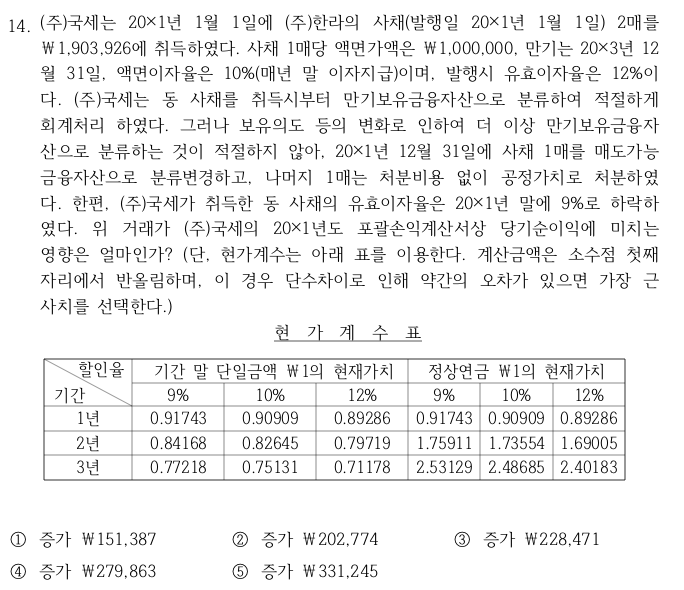 14. (주)국세는 20×1년 1월 1일에 (주)한라의 사채(발행일 20×1년 1월 1일) 2매를
₩1,903,926에 취득하였다. 사채 1매당 액면가액은 ₩1,000,000, 만기는 20×3년 12
월 31일, 액면이자율은 10%(매년 말 이자지급)이며, 발행시 유효이자율은 12%이
다. (주)국세는 동 사채를 취득시부터 만기보유금융자산으로 분류하여 적절하게
회계처리 하였다. 그러나 보유의도 등의 변화로 인하여 더 이상 만기보유금융자
산으로 분류하는 것이 적절하지 않아, 20×1년 12월 31일에 사채 1매를 매도가능
금융자산으로 분류변경하고, 나머지 1매는 처분비용 없이 공정가치로 처분하였
다. 한편, (주)국세가 취득한 동 사채의 유효이자율은 20×1년 말에 9%로 하락하
였다. 위 거래가 (주)국세의 20×1년도 포괄손익계산서상 당기순이익에 미치는
영향은 얼마인가? (단, 현가계수는 아래 표를 이용한다. 계산금액은 소수점 첫째
자리에서 반올림하며, 이 경우 단수차이로 인해 약간의 오차가 있으면 가장 근
사치를 선택한다.)
현 가 계 수 표
할인율 기간 말 단일금액 ₩1의 현재가치 정상연금 ₩1의 현재가치
기간 9% 10% 12% 9% 10% 12%
1년 0.91743 0.90909 0.89286 0.91743 0.90909 0.89286
2년 0.84168 0.82645 0.79719 1.75911 1.73554 1.69005
3년 0.77218 0.75131 0.71178 2.53129 2.48685 2.40183
① 증가 ₩151,387 ② 증가 ₩202,774 ③ 증가 ₩228,471
④ 증가 ₩279,863 ⑤ 증가 ₩331,245